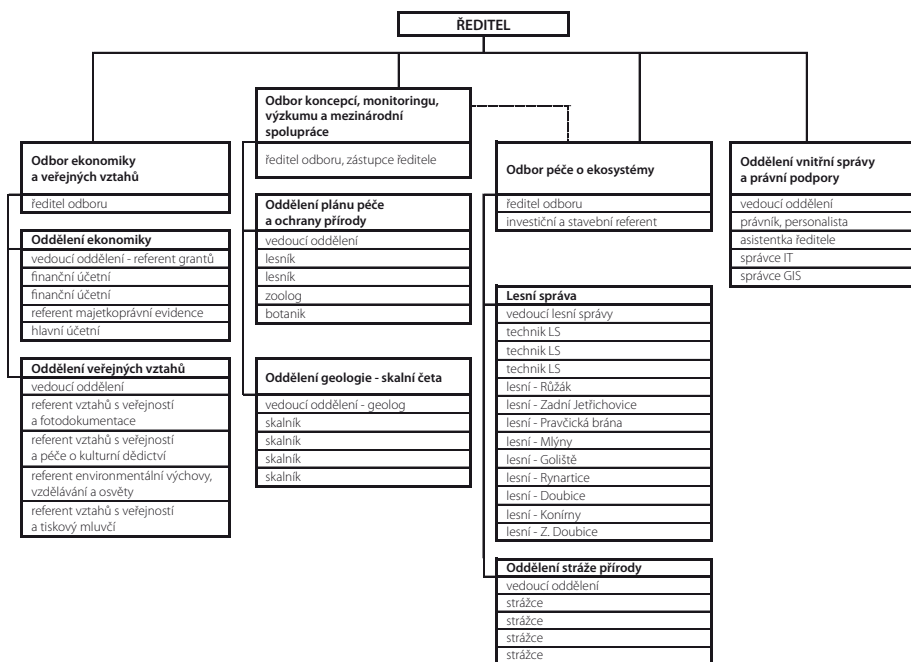 ŘEDITEL
Odbor ekonomiky
a veřejných vztahů
ředitel odboru
Oddělení ekonomiky
vedoucí oddělení - referent grantů
finanční účetní
finanční účetní
referent majetkoprávní evidence
hlavní účetní
Oddělení veřejných vztahů
vedoucí oddělení
referent vztahů s veřejností
a fotodokumentace
referent vztahů s veřejností
a péče o kulturní dědictví
referent environmentální výchovy,
vzdělávání a osvěty
referent vztahů s veřejností
a tiskový mluvčí
Odbor koncepcí, monitoringu,
výzkumu a mezinárodní
spolupráce
ředitel odboru, zástupce ředitele
Oddělení plánu péče
a ochrany přírody
vedoucí oddělení
lesník
lesník
zoolog
botanik
Oddělení geologie - skalní četa
vedoucí oddělení - geolog
skalník
skalník
skalník
skalník
Odbor péče o ekosystémy
ředitel odboru
investiční a stavební referent
Lesní správa
vedoucí lesní správy
technik LS
technik LS
technik LS
lesní - Růžák
lesní - Zadní Jetřichovice
lesní - Pravčická brána
lesní - Mlýny
lesní - Goliště
lesní - Rynartice
lesní - Doubice
lesní - Konírny
lesní - Z. Doubice
Oddělení stráže přírody
vedoucí oddělení
strážce
strážce
strážce
strážce
Oddělení vnitřní správy
a právní podpory
vedoucí oddělení
právník, personalista
asistentka ředitele
správce IT
správce GIS